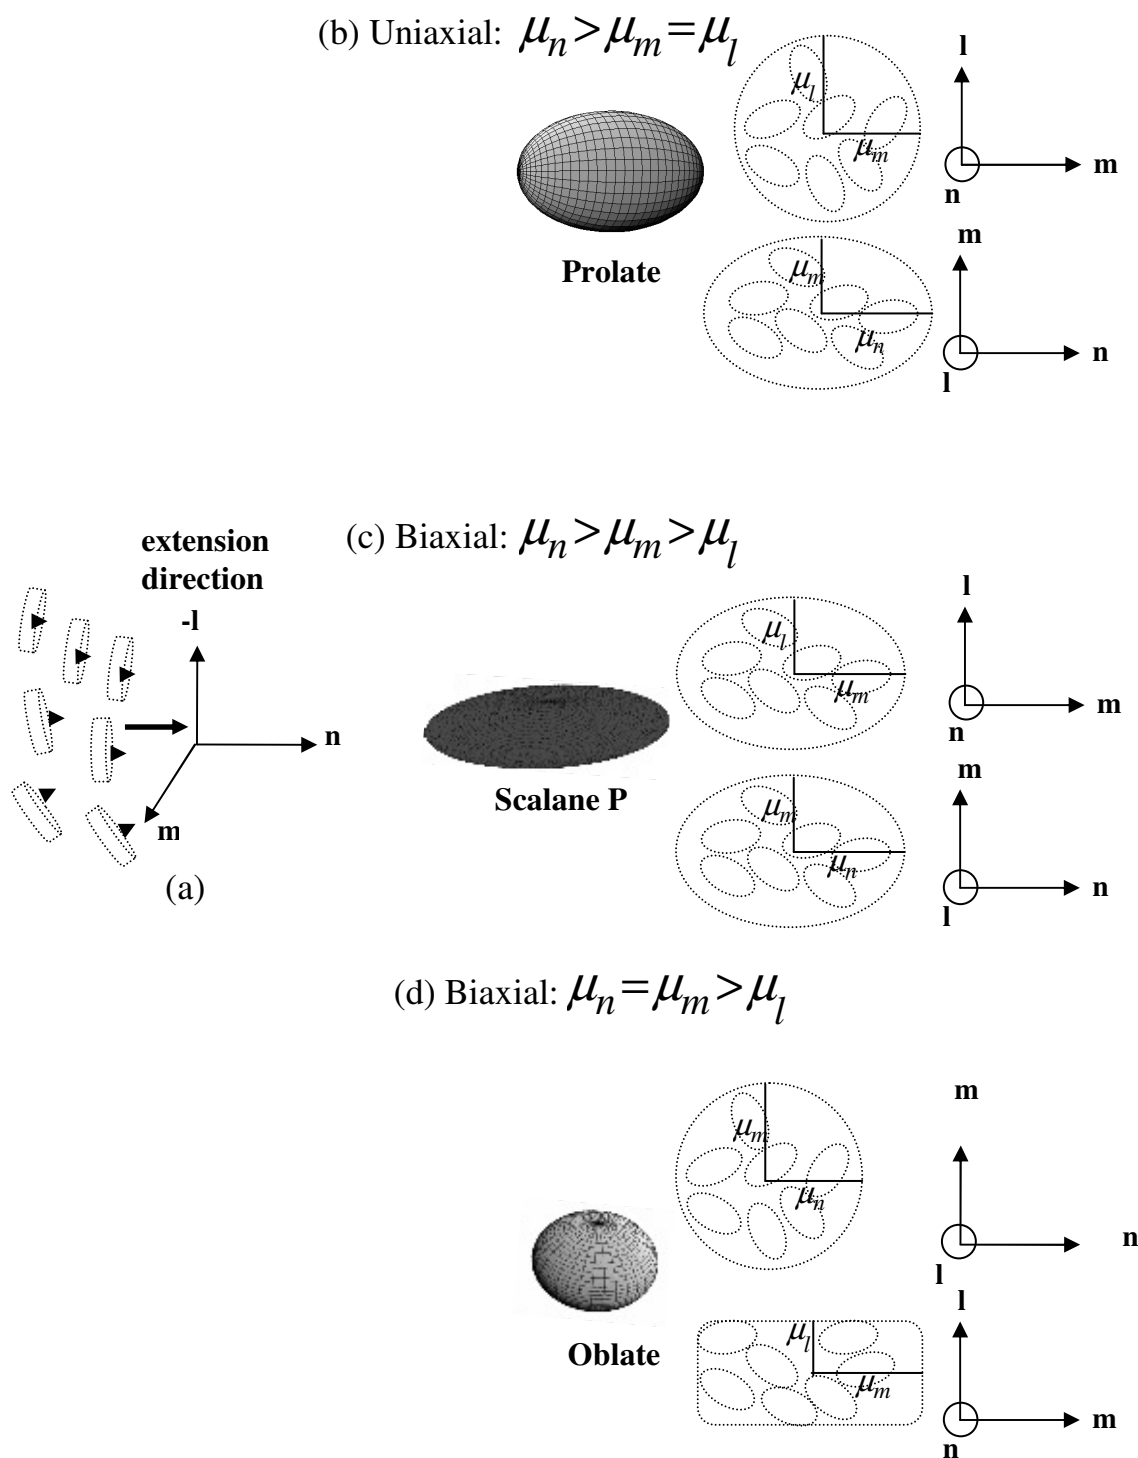 (b) Uniaxial: μn>μm=μl
l
μl
μm
m
n
Prolate
m
μm
μn
n
l
(c) Biaxial: μn>μm>μl
extension
direction
-l
n
m
(a)
Scalane P
l
μl
μm
m
n
m
μm
μn
n
l
(d) Biaxial: μn=μm>μl
m
μm
μn
n
l
Oblate
l
μl
μm
m
n